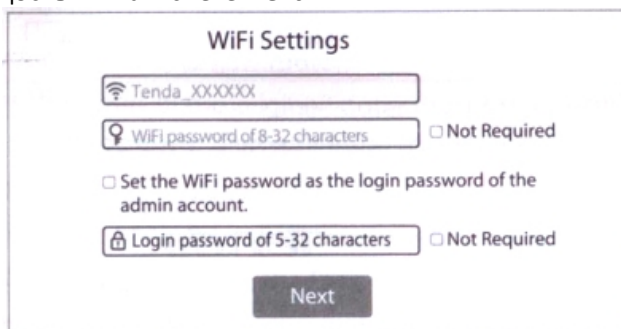 WiFi Settings
Tenda_XXXXXX
WiFi password of 8-32 characters
Not Required
Set the WiFi password as the login password of the
admin account.
Login password of 5-32 characters
Not Required
Next